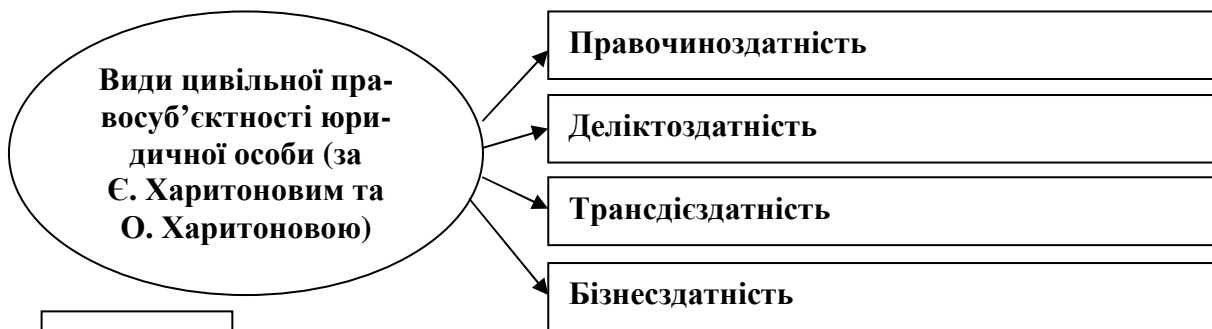 Види цивільної пра-
восуб’єктності юри-
дичної особи (за
Є. Харитоновим та
О. Харитоновою)
Правочиноздатність
Деліктоздатність
Трансдієздатність
Бізнесздатність